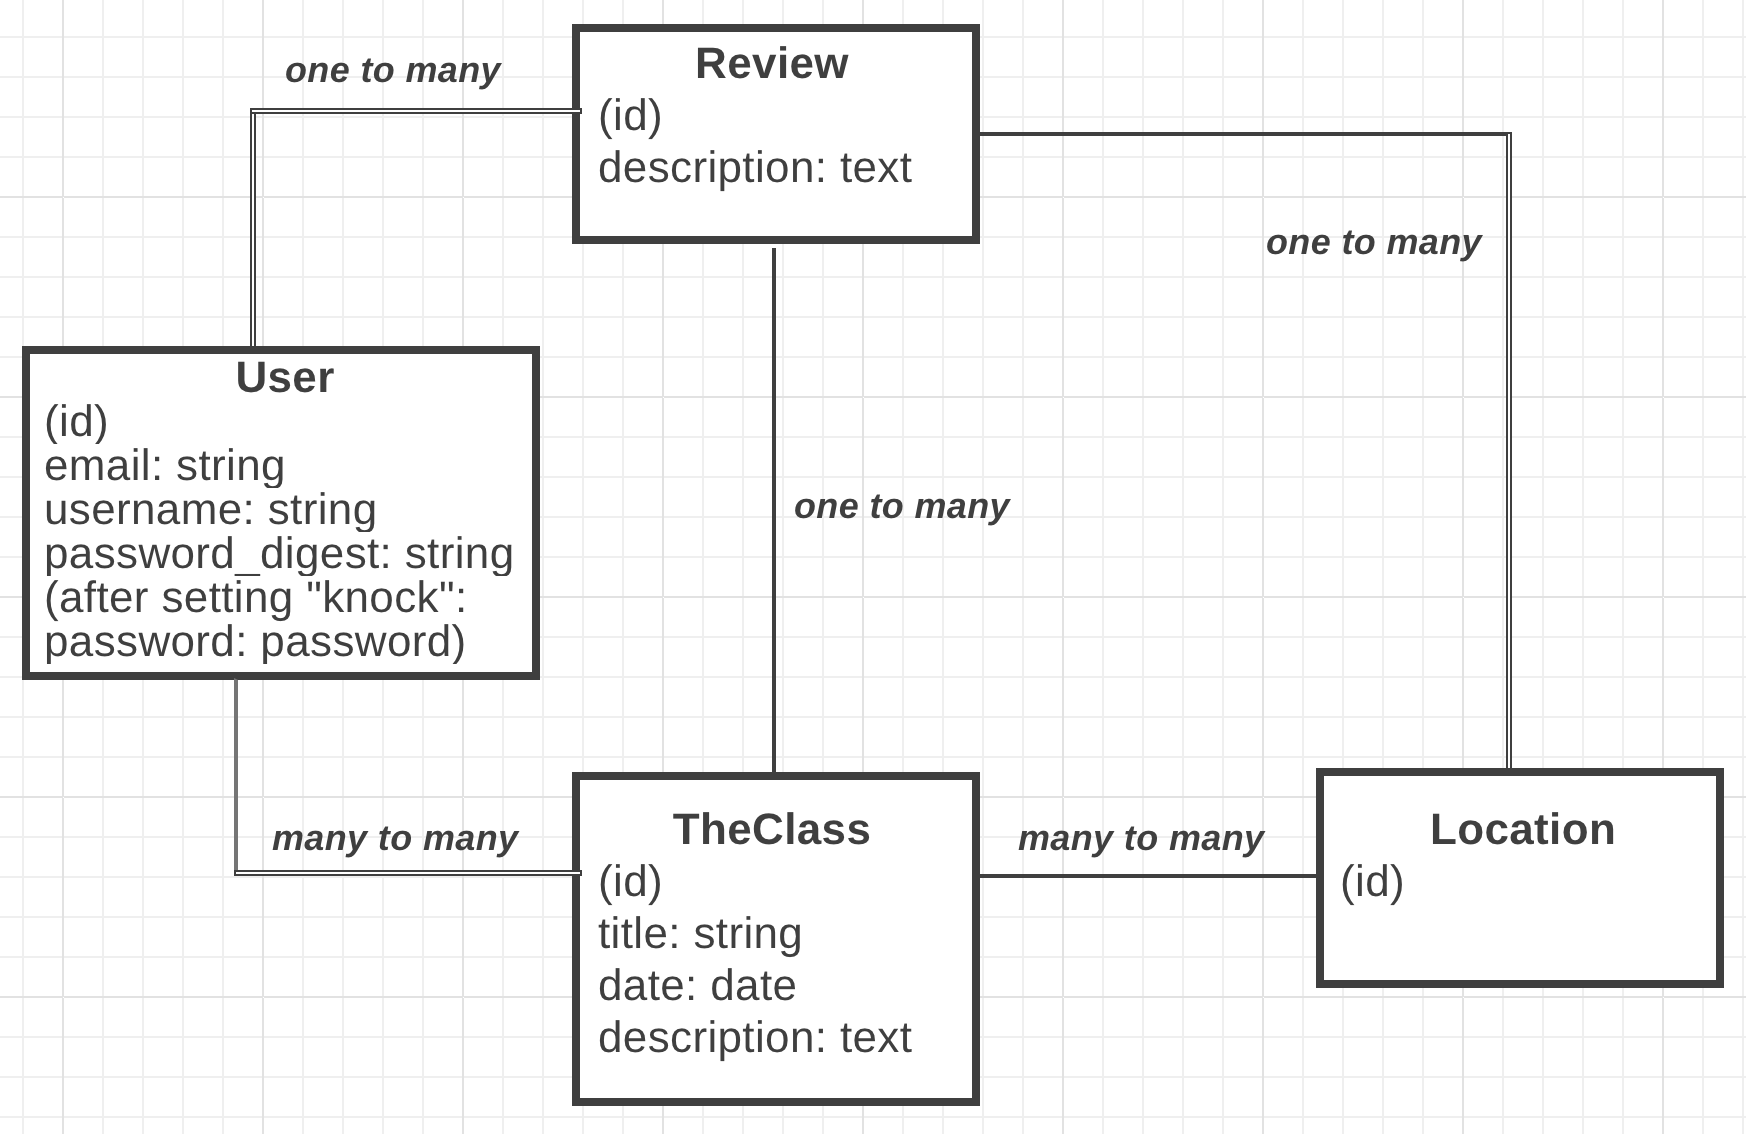 one to many
Review
(id)
description: text
one to many
User
(id)
email: string
username: string
password_digest: string
(after setting "knock":
password: password)
one to many
many to many
TheClass
(id)
title: string
date: date
description: text
many to many
Location
(id)